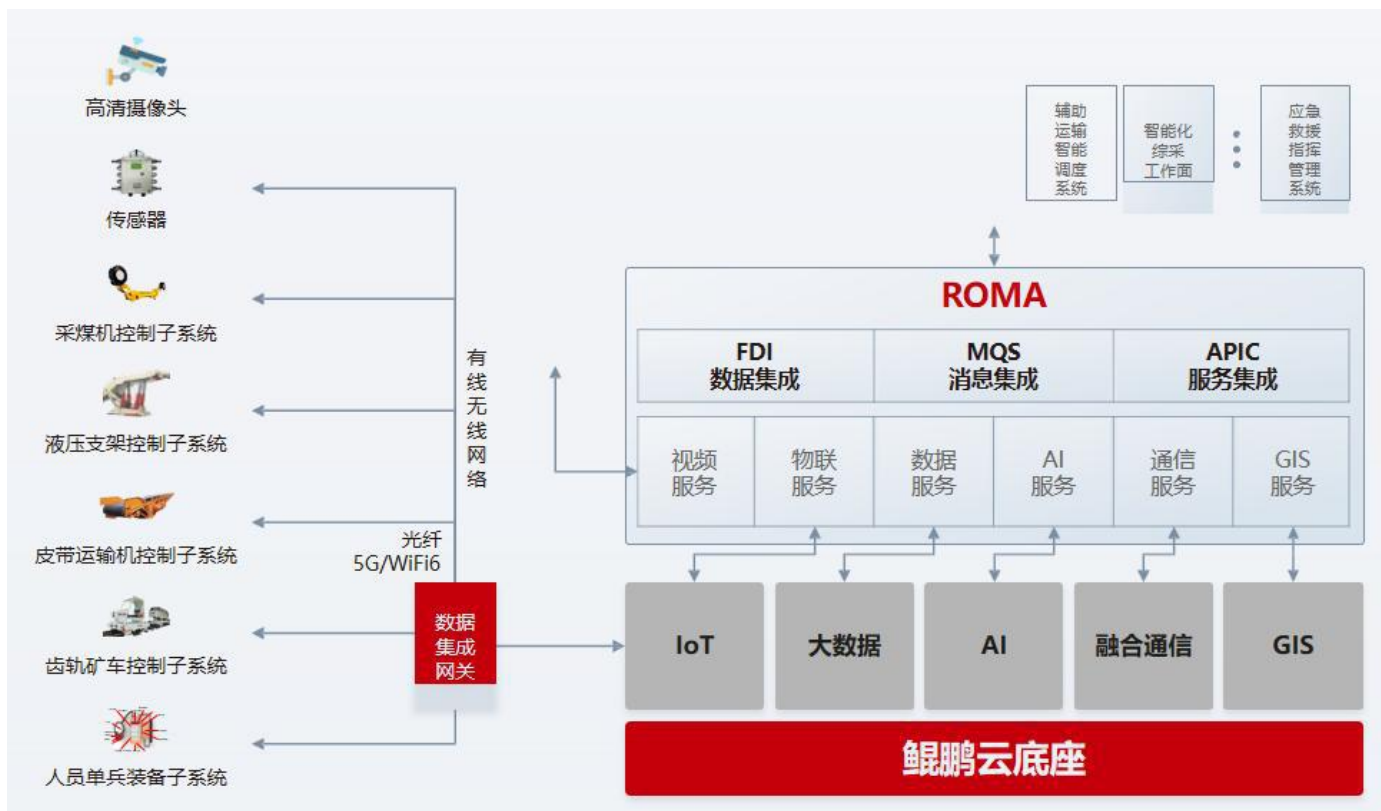 高清摄像头
传感器
采煤机控制子系统
液压支架控制子系统
皮带运输机控制子系统
齿轨矿车控制子系统
人员单兵装备子系统
有
线
无
线
网
络
光纤
5G/WiFi6
数据
集成
网关
辅助
运输
智能
调度
系统
智能化
综采
工作面
应急
救援
指挥
管理
系统
ROMA
FDI
数据集成
MQS
消息集成
APIC
服务集成
视频
服务
物联
服务
数据
服务
AI
服务
通信
服务
GIS
服务
IoT
大数据
AI
融合通信
GIS
鲲鹏云底座